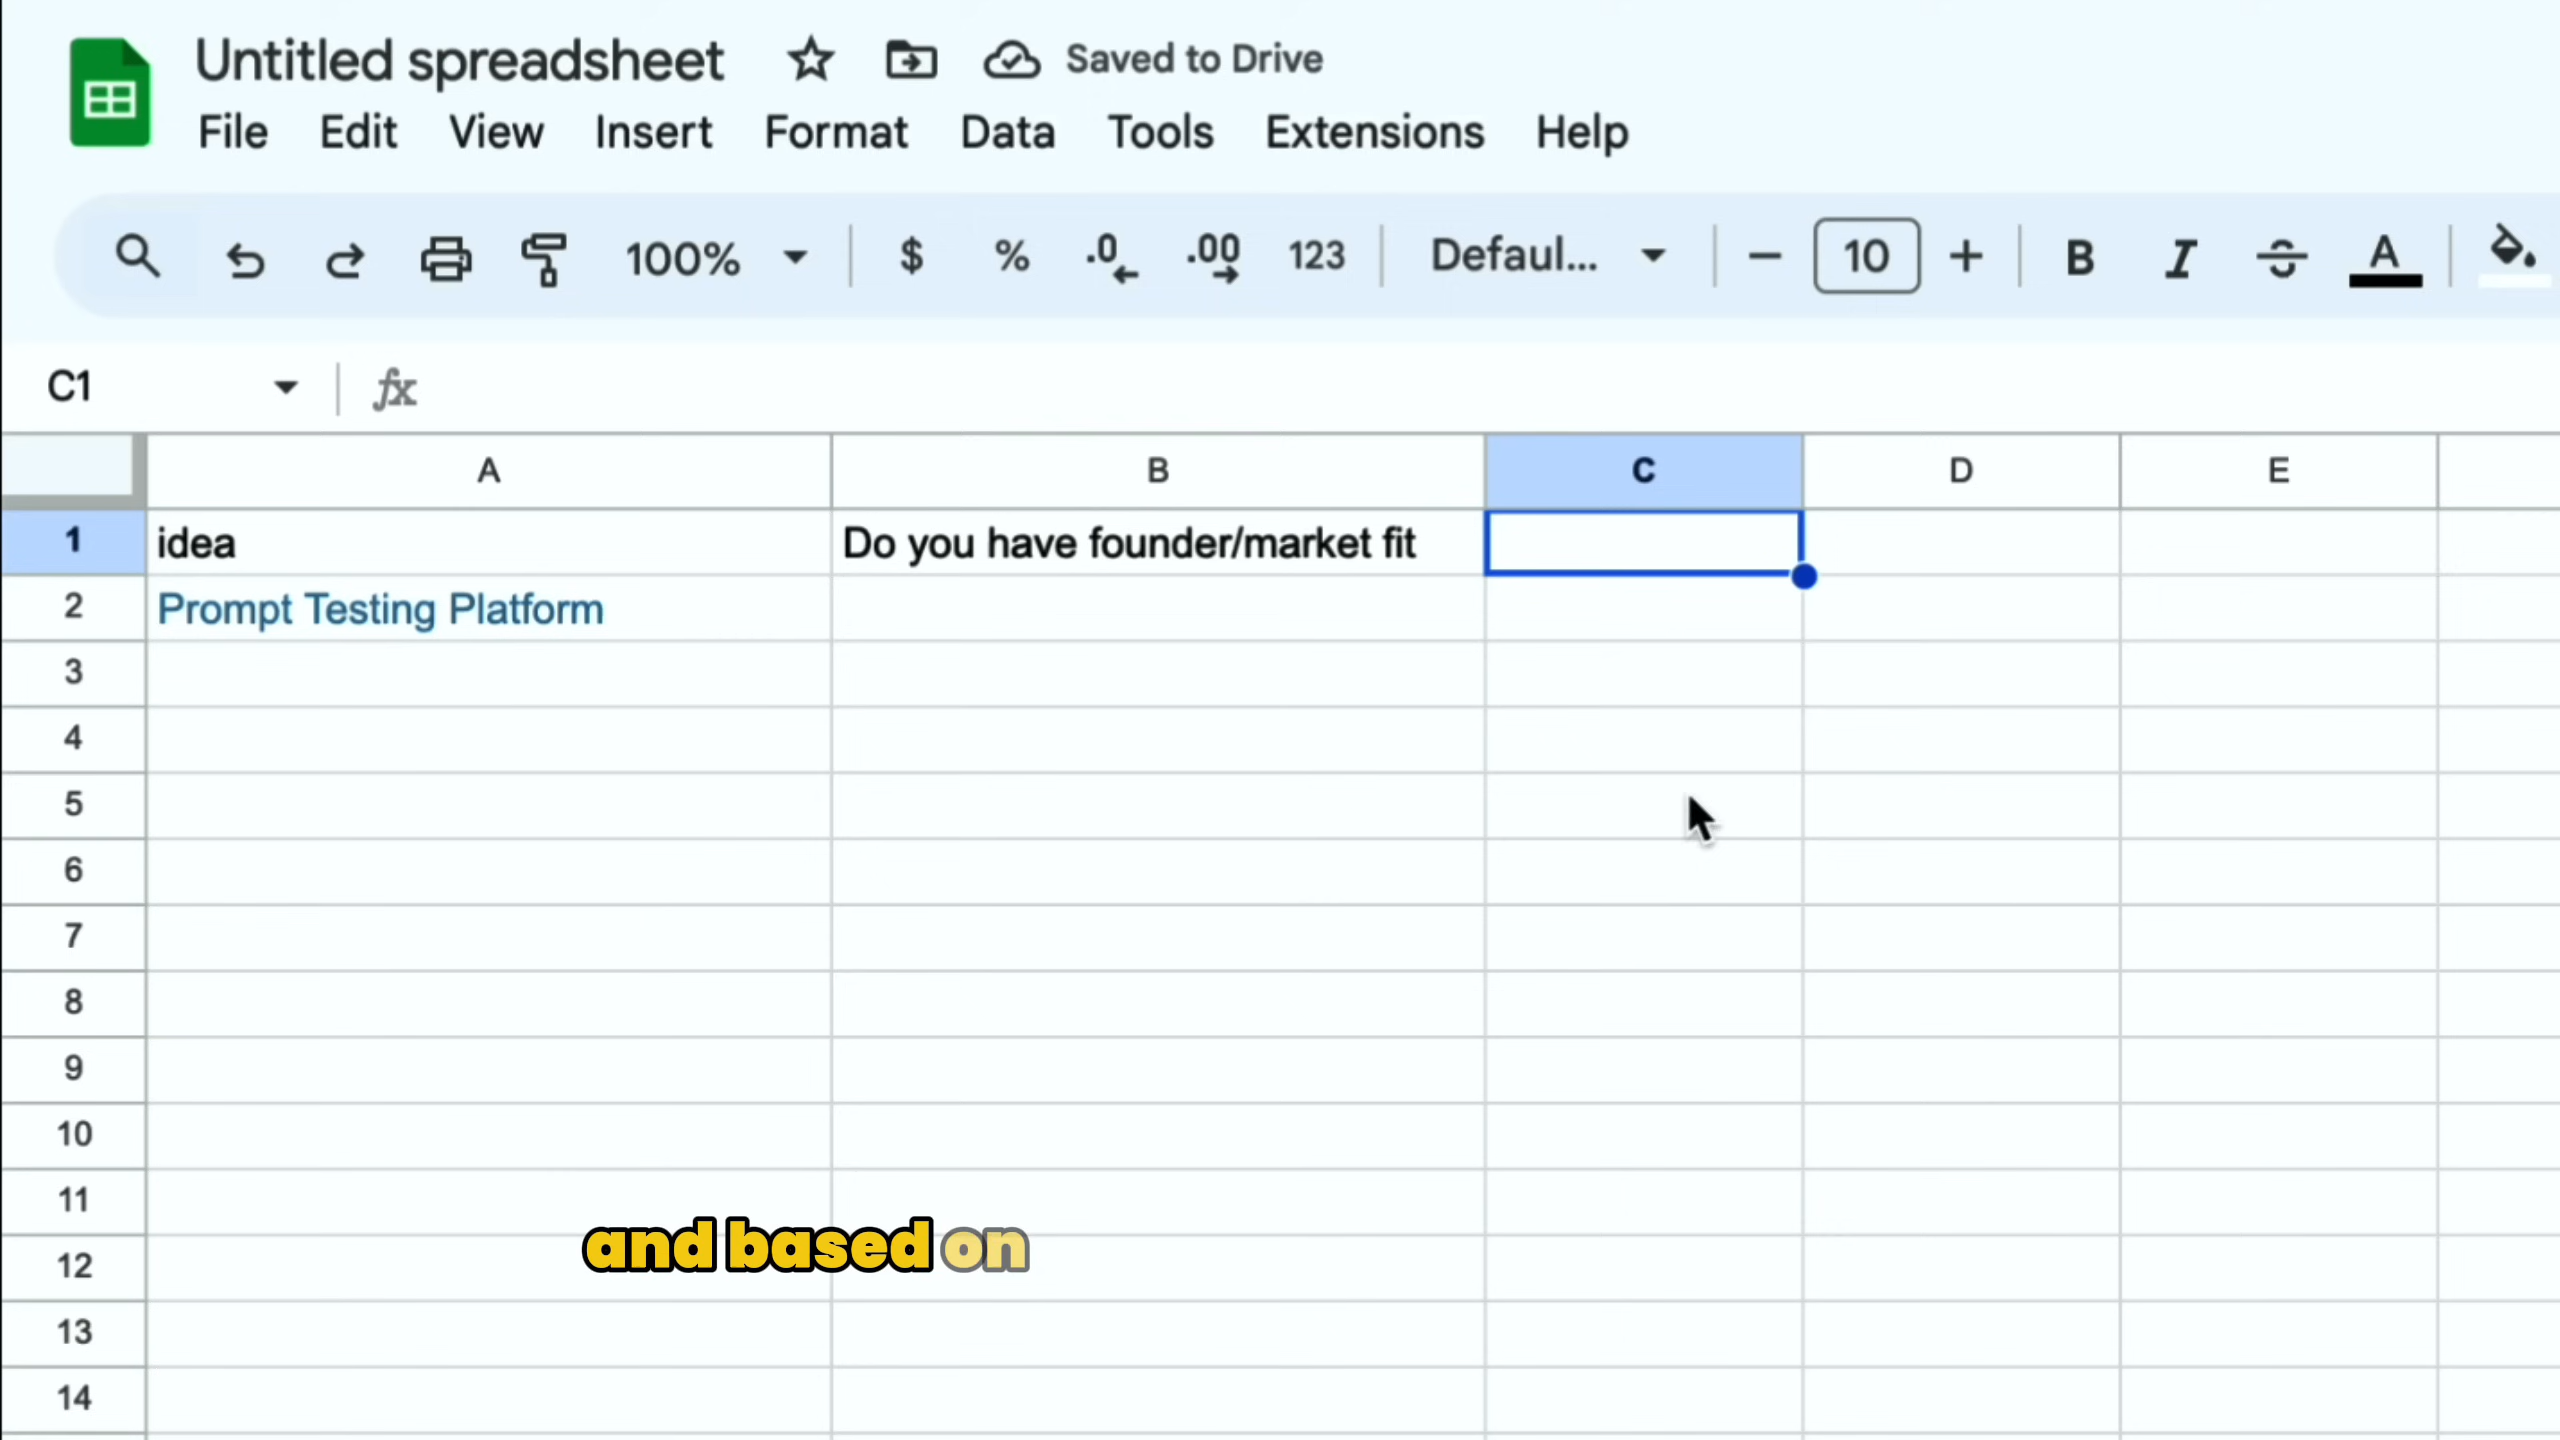 Untitled spreadsheet Saved to Drive
File Edit View Insert Format Data Tools Extensions Help
100% $ % .0 .00 123 Defaul... 10 B I S A
C1 fx
A B C D E
1 idea Do you have founder/market fit
2 Prompt Testing Platform
3
4
5
6
7
8
9
10
11
and based on
12
13
14